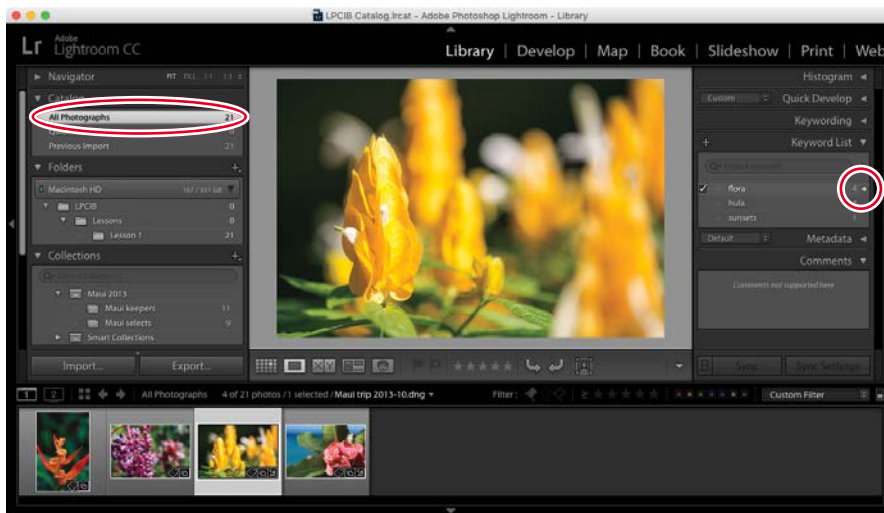 LPCIB Catalog.lrcat - Adobe Photoshop Lightroom - Library
Lr Adobe Lightroom CC
Library | Develop | Map | Book | Slideshow | Print | Web
Navigator FIT FILL 1:1
Catalog
All Photographs 21
Previous Import 21
Folders
Macintosh HD
LPCIB 0
Lessons 0
Lesson 1 21
Collections
Maui 2013
Maui keepers 11
Maui selects 9
Smart Collections
Import... Export...
Histogram
Custom Quick Develop
Keywording
Keyword List
flora 4
hula
sunsets 1
Default Metadata
Comments
Comments not supported here
Sync Sync Settings
1 2 All Photographs 4 of 21 photos /1 selected /Maui trip 2013-10.dng Filter: Custom Filter